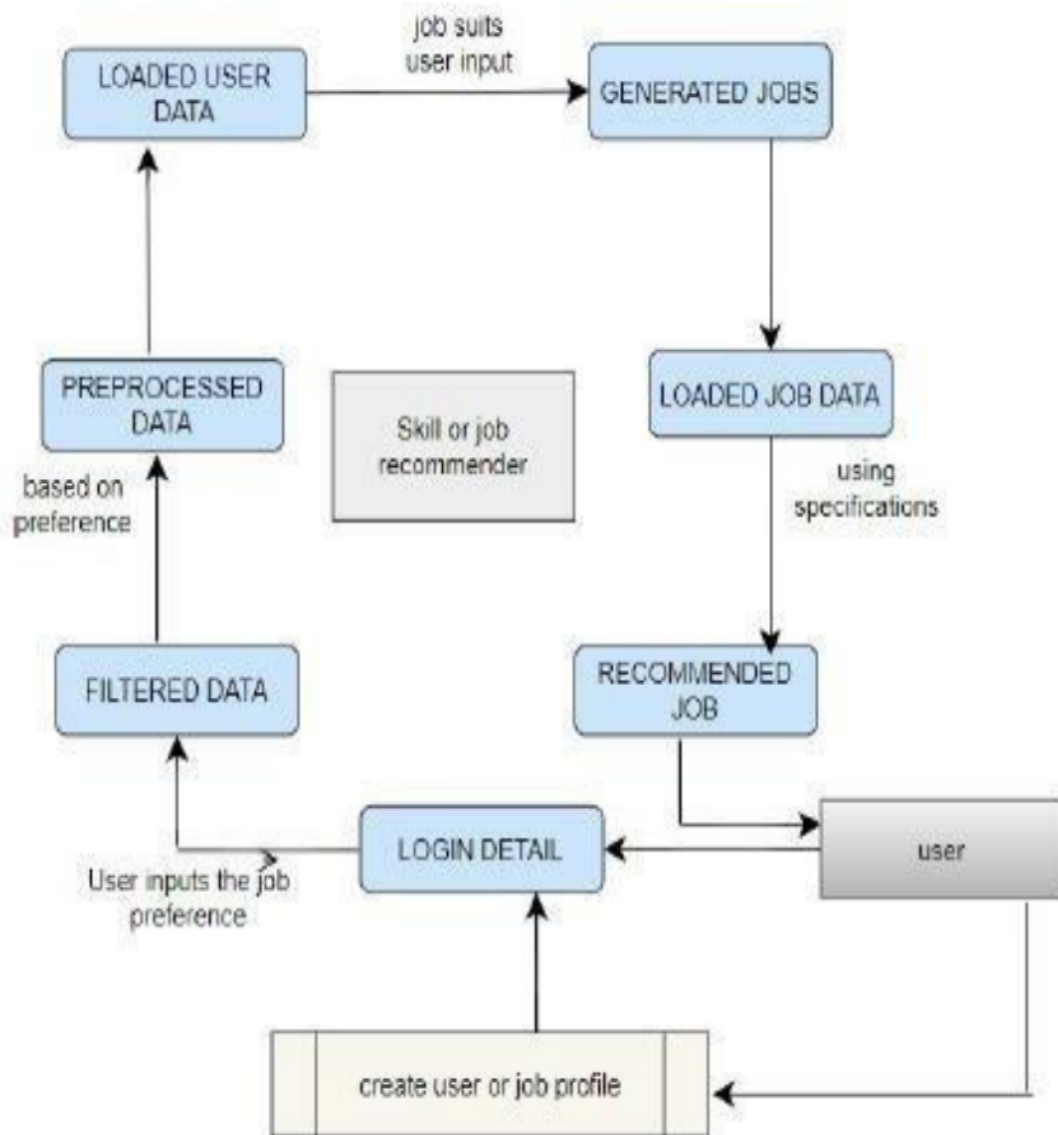 job suits
user input
LOADED USER
DATA
GENERATED JOBS
PREPROCESSED
DATA
Skill or job
recommender
LOADED JOB DATA
based on
preference
using
specifications
FILTERED DATA
RECOMMENDED
JOB
LOGIN DETAIL
user
User inputs the job
preference
create user or job profile